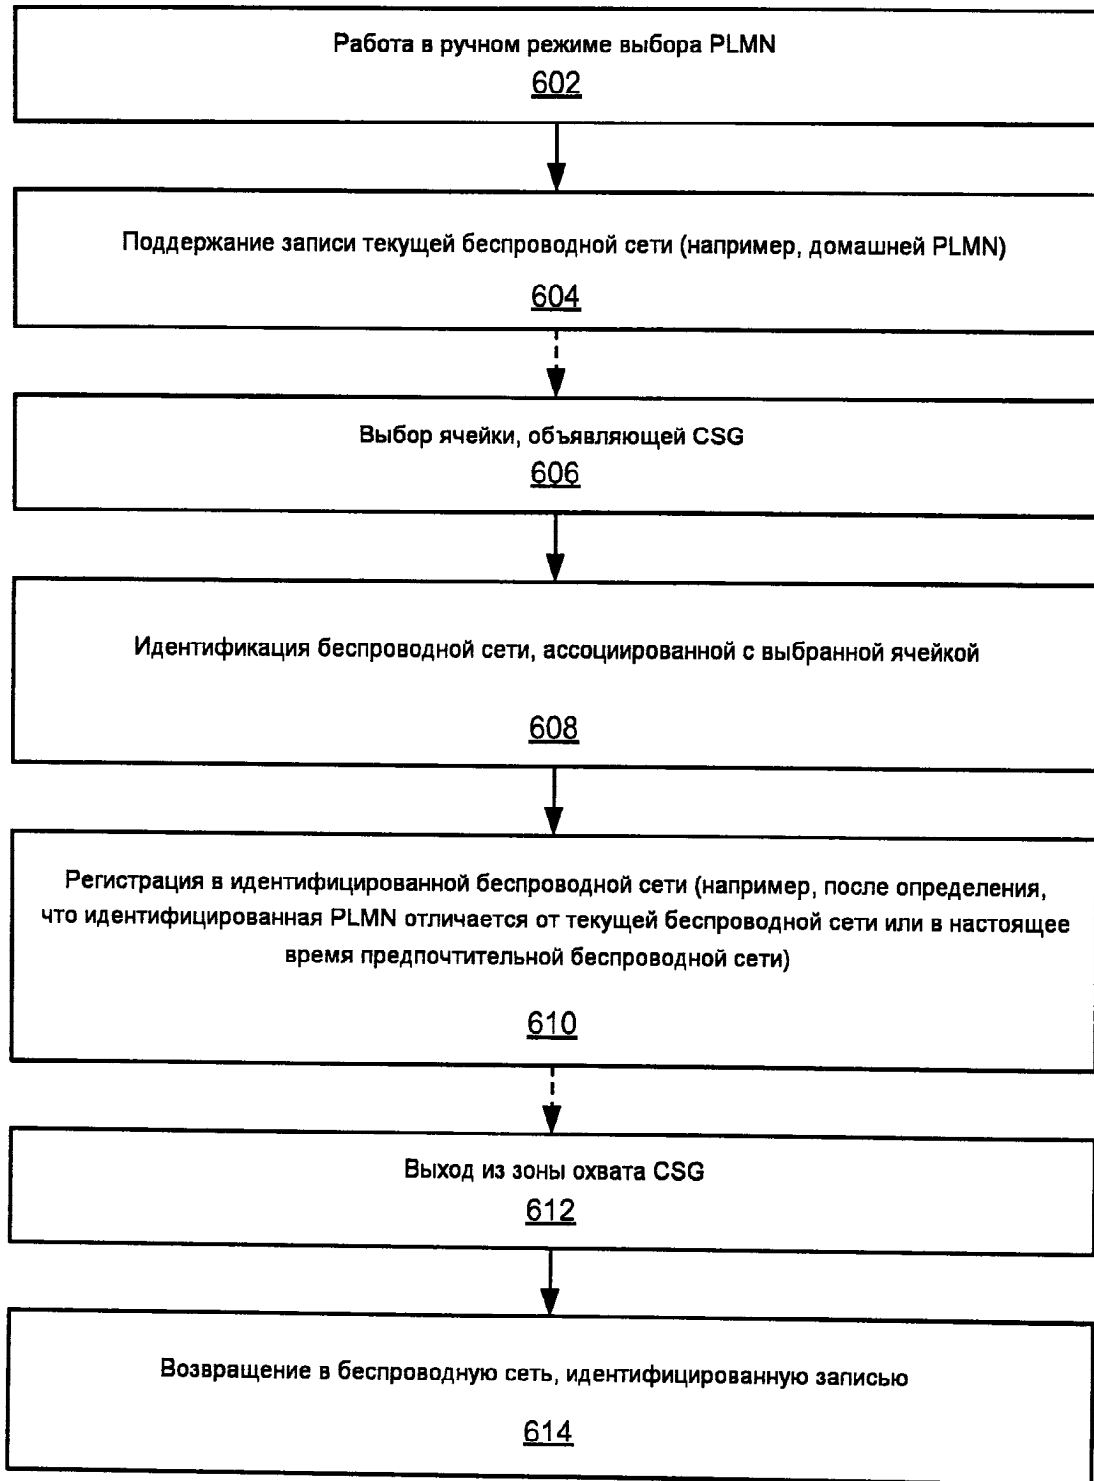 Работа в ручном режиме выбора PLMN
602
Поддержание записи текущей беспроводной сети (например, домашней PLMN)
604
Выбор ячейки, объявляющей CSG
606
Идентификация беспроводной сети, ассоциированной с выбранной ячейкой
608
Регистрация в идентифицированной беспроводной сети (например, после определения,
что идентифицированная PLMN отличается от текущей беспроводной сети или в настоящее
время предпочтительной беспроводной сети)
610
Выход из зоны охвата CSG
612
Возвращение в беспроводную сеть, идентифицированную записью
614